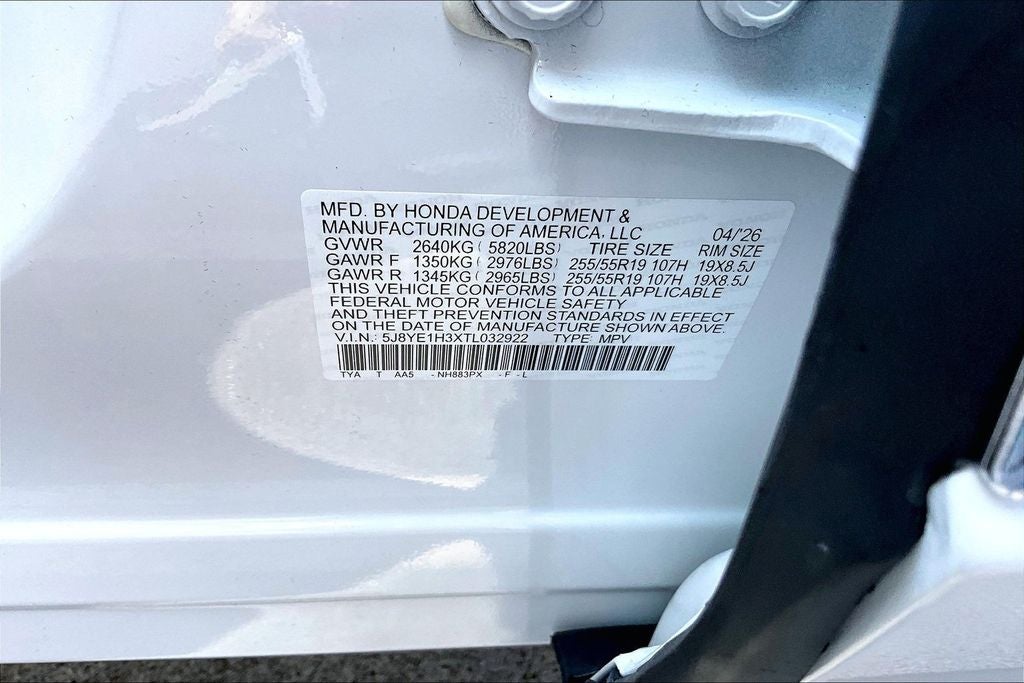 MFD. BY HONDA DEVELOPMENT &
MANUFACTURING OF AMERICA, LLC 04/'26
GVWR 2640KG ( 5820LBS) TIRE SIZE RIM SIZE
GAWR F 1350KG ( 2976LBS) 255/55R19 107H 19X8.5J
GAWR R 1345KG ( 2965LBS) 255/55R19 107H 19X8.5J
THIS VEHICLE CONFORMS TO ALL APPLICABLE
FEDERAL MOTOR VEHICLE SAFETY
AND THEFT PREVENTION STANDARDS IN EFFECT
ON THE DATE OF MANUFACTURE SHOWN ABOVE.
V.I.N.: 5J8YE1H3XTL032922 TYPE: MPV
TYA T AA5 - NH883PX - F - L